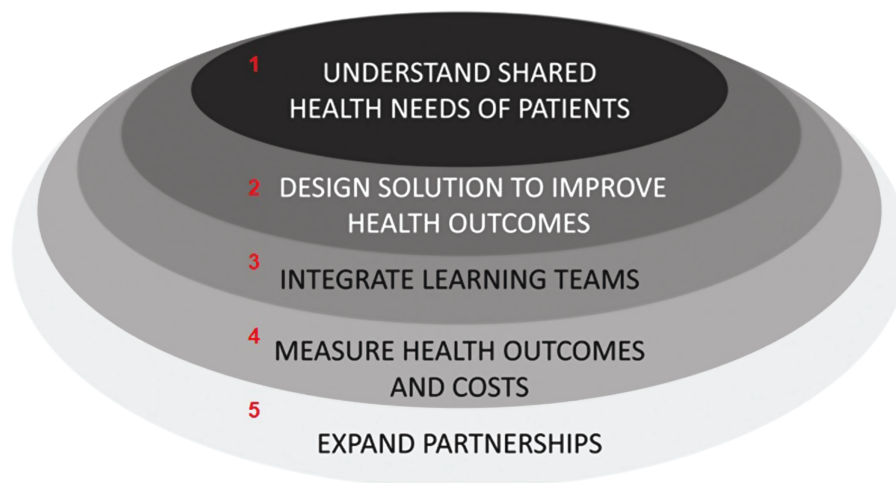 1
UNDERSTAND SHARED
HEALTH NEEDS OF PATIENTS
2
DESIGN SOLUTION TO IMPROVE
HEALTH OUTCOMES
3
INTEGRATE LEARNING TEAMS
4
MEASURE HEALTH OUTCOMES
AND COSTS
5
EXPAND PARTNERSHIPS